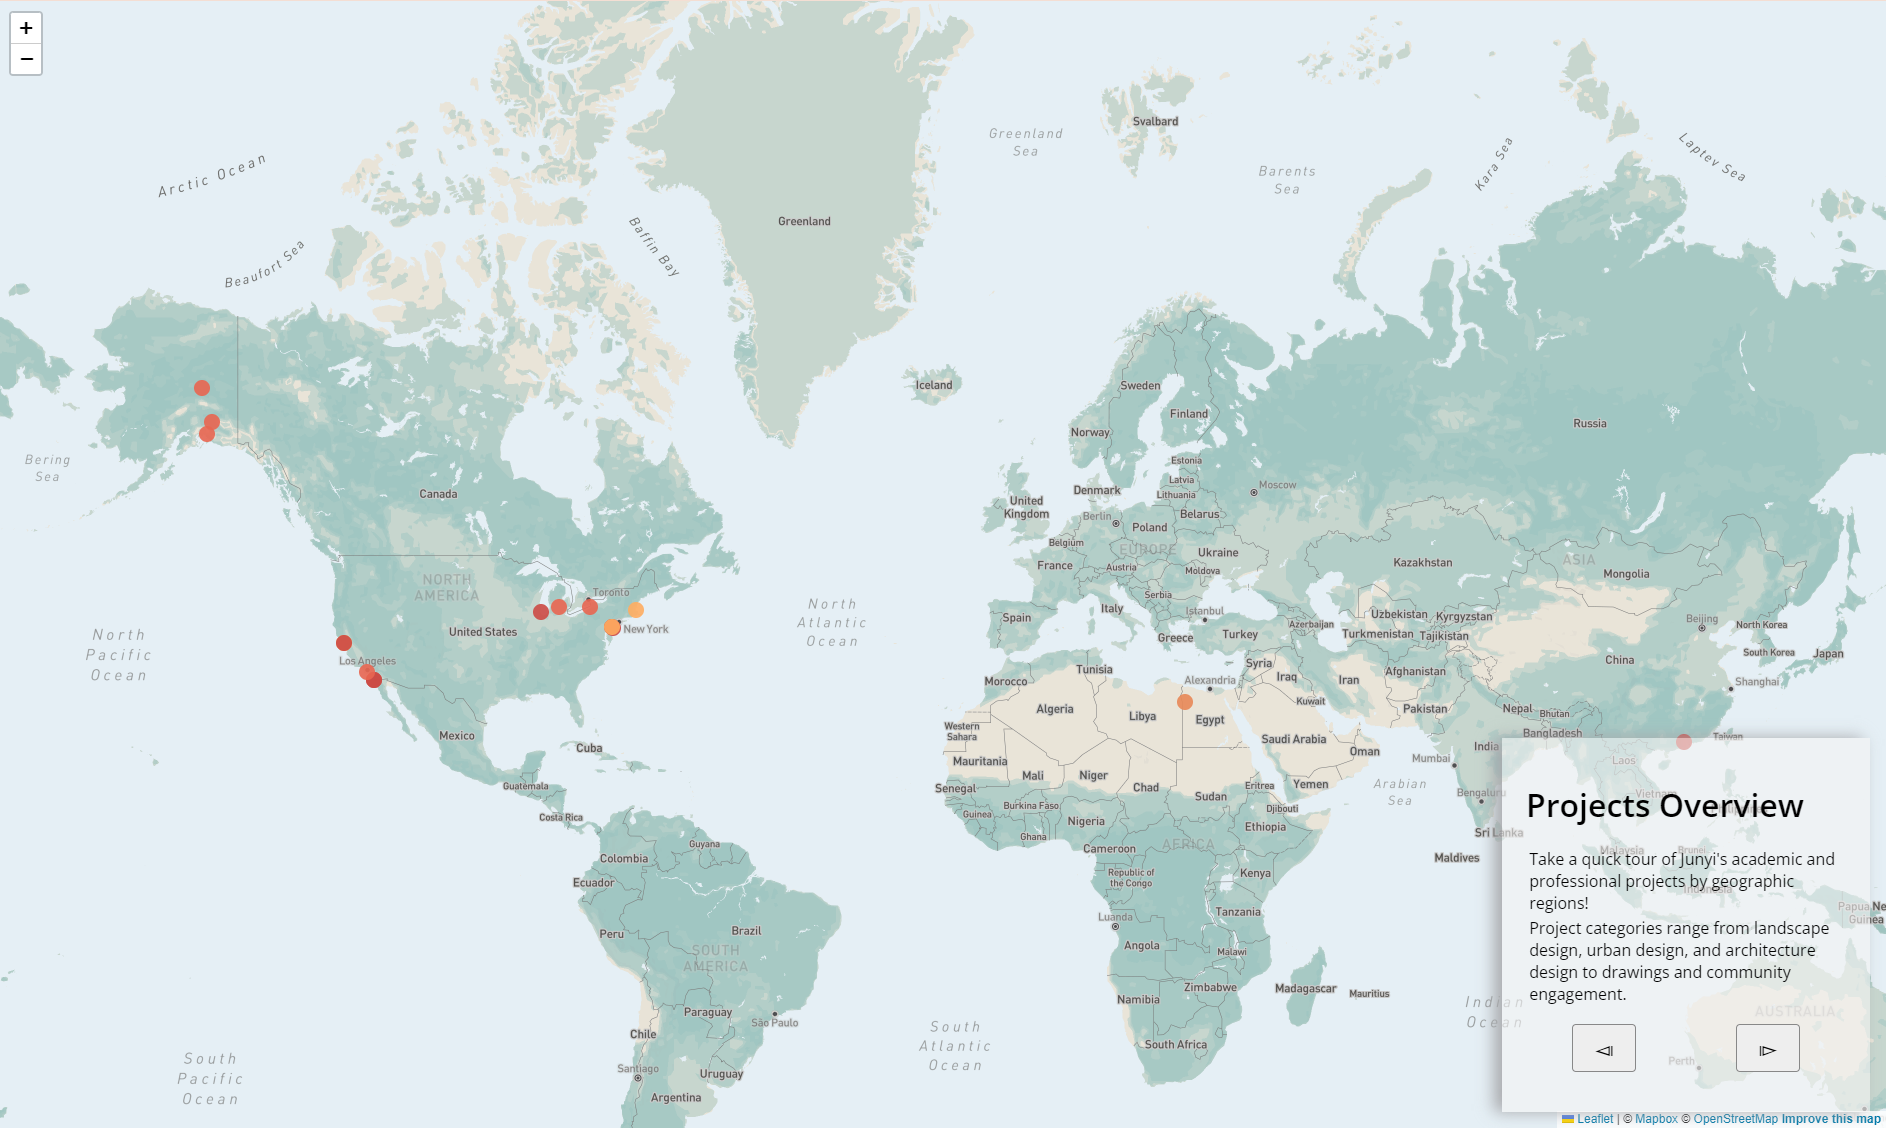 +
−
Arctic Ocean
Beaufort Sea
Baffin Bay
Greenland
Greenland
Sea
Svalbard
Barents
Sea
Kara Sea
Laptev Sea
Iceland
Sweden
Finland
Norway
Russia
Bering
Sea
Canada
Estonia
Latvia
Lithuania
Moscow
Denmark
United
Kingdom
Berlin
Belarus
Poland
Belgium
EUROPE
Ukraine
France
Austria
Moldova
Kazakhstan
ASIA
Mongolia
NORTH
AMERICA
Toronto
Serbia
Italy
Istanbul
Spain
Greece
Turkey
Azerbaijan
Uzbekistan
Kyrgyzstan
Turkmenistan
Tajikistan
Beijing
North Korea
South Korea
Japan
North
Pacific
Ocean
United States
New York
North
Atlantic
Ocean
Los Angeles
Morocco
Tunisia
Alexandria
Syria
Iraq
Iran
Afghanistan
China
Shanghai
Kuwait
Algeria
Libya
Egypt
Pakistan
Nepal
Bhutan
Bangladesh
Taiwan
Mexico
Cuba
Western
Sahara
Saudi Arabia
Oman
India
Mumbai
Laos
Mauritania
Mali
Niger
Chad
Sudan
Eritrea
Yemen
Arabian
Sea
Bengaluru
Vietnam
Guatemala
Costa Rica
Senegal
Guinea
Burkina Faso
Ghana
Nigeria
Djibouti
Ethiopia
Sri Lanka
Cameroon
AFRICA
Maldives
Malaysia
Brunei
Guyana
Colombia
Ecuador
Republic of
the Congo
Kenya
Indonesia
Tanzania
Papua Ne
Guinea
Luanda
Peru
Brazil
SOUTH
AMERICA
Angola
Malawi
Zimbabwe
Namibia
Madagascar
Mauritius
Indian
Ocean
AUSTRALIA
Paraguay
São Paulo
Chile
Santiago
Uruguay
Argentina
South Africa
South
Atlantic
Ocean
South
Pacific
Ocean
Perth
Projects Overview
Take a quick tour of Junyi's academic and
professional projects by geographic
regions!
Project categories range from landscape
design, urban design, and architecture
design to drawings and community
engagement.
Leaflet | © Mapbox © OpenStreetMap Improve this map